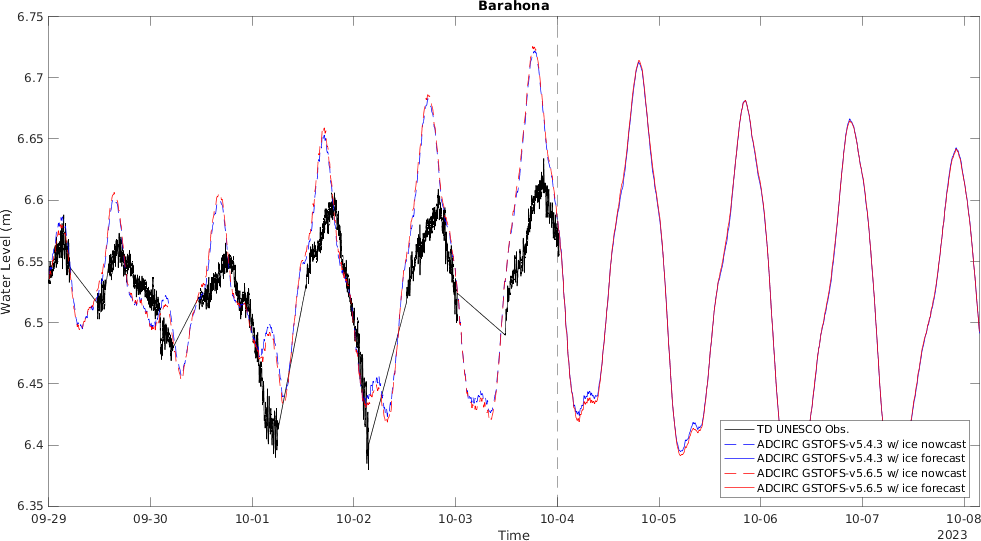 Barahona
6.75
6.7
6.65
6.6
6.55
6.5
6.45
6.4
6.35
Water Level (m)
TD UNESCO Obs.
ADCIRC GSTOFS-v5.4.3 w/ ice nowcast
ADCIRC GSTOFS-v5.4.3 w/ ice forecast
ADCIRC GSTOFS-v5.6.5 w/ ice nowcast
ADCIRC GSTOFS-v5.6.5 w/ ice forecast
09-29 09-30 10-01 10-02 10-03 10-04 10-05 10-06 10-07 10-08
Time
2023